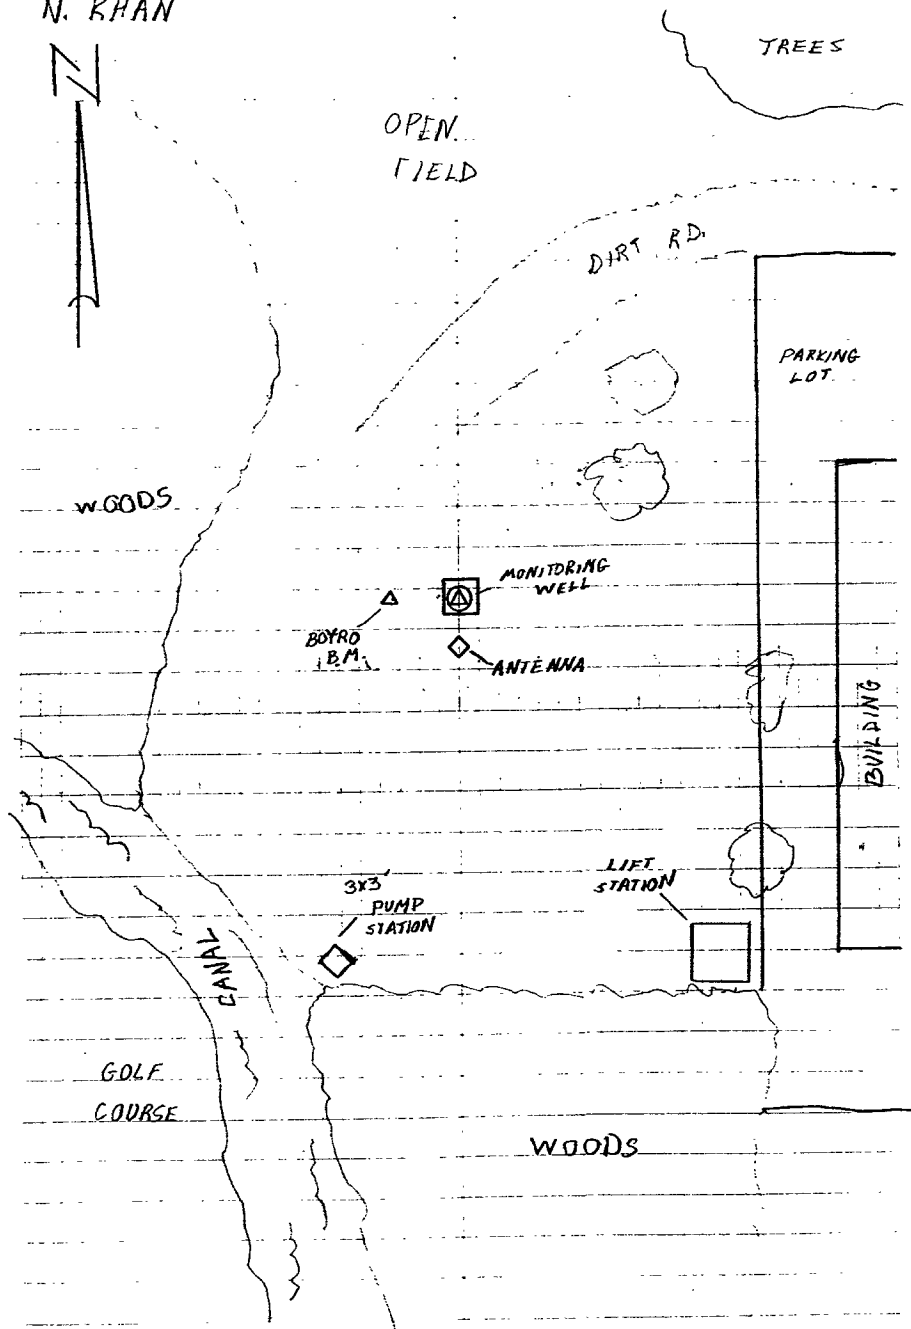 N. KHAN
N
TREES
OPEN
FIELD
DIRT RD.
PARKING
LOT
WOODS
MONITORING
WELL
BOYRO
B.M.
ANTENNA
BUILDING
LIFT
STATION
3x3'
PUMP
STATION
CANAL
GOLF
COURSE
WOODS